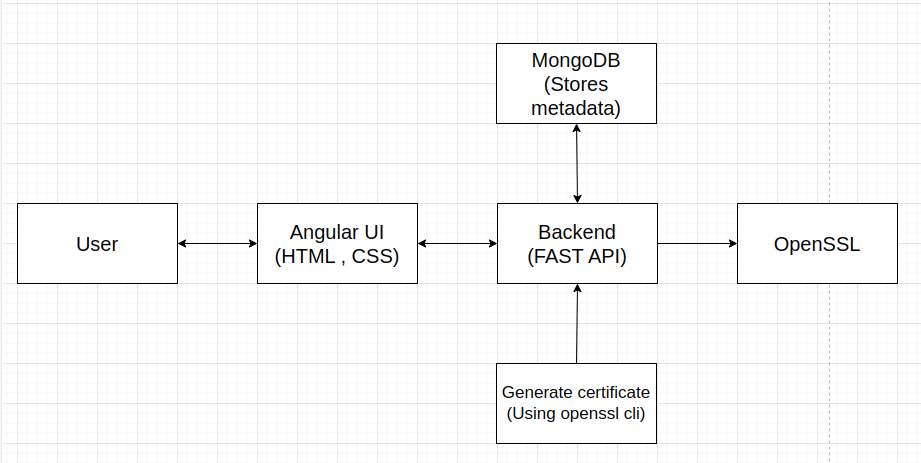 MongoDB
(Stores
metadata)
User
Angular UI
(HTML , CSS)
Backend
(FAST API)
OpenSSL
Generate certificate
(Using openssl cli)